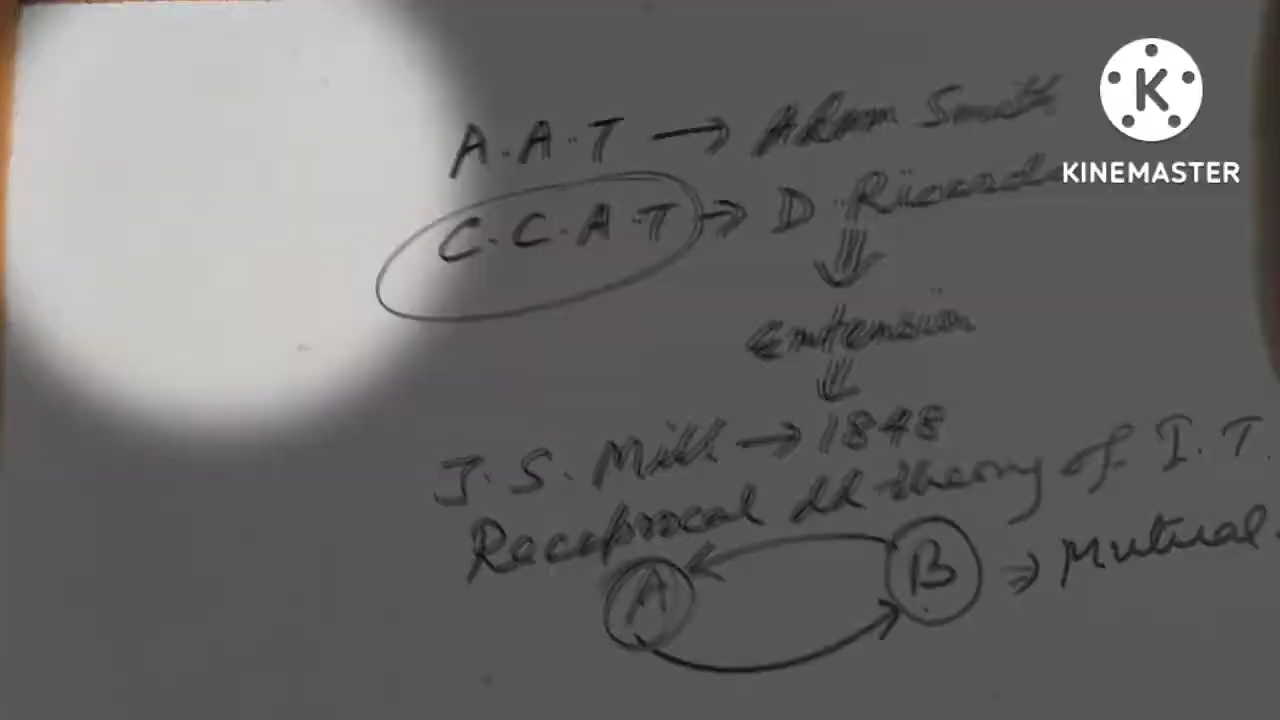 A.A.T → Adam Smith
K
KINEMASTER
C.C.A.T → D. Ricardo
⇓
Extension
⇓
J.S. Mill → 1848
Reciprocal dd theory of I.T.
A B ⇒ Mutual